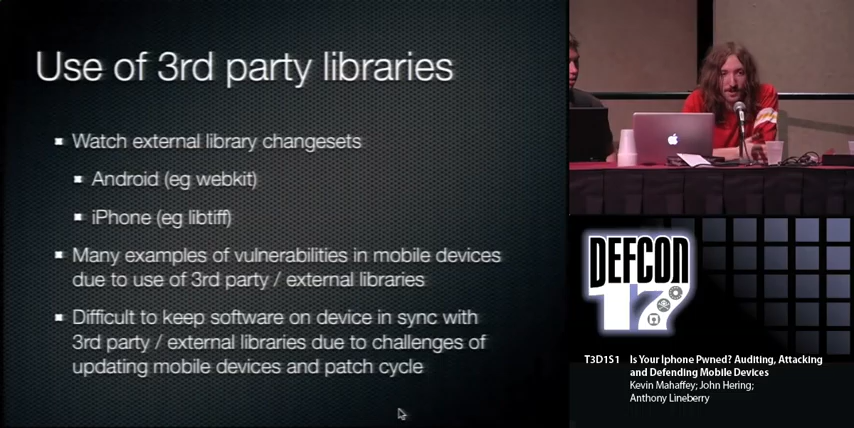 Use of 3rd party libraries
Watch external library changesets
Android (eg webkit)
iPhone (eg libtiff)
Many examples of vulnerabilities in mobile devices
due to use of 3rd party / external libraries
Difficult to keep software on device in sync with
3rd party / external libraries due to challenges of
updating mobile devices and patch cycle
DEFCON
17
T3D1S1 Is Your Iphone Pwned? Auditing, Attacking
and Defending Mobile Devices
Kevin Mahaffey; John Hering;
Anthony Lineberry